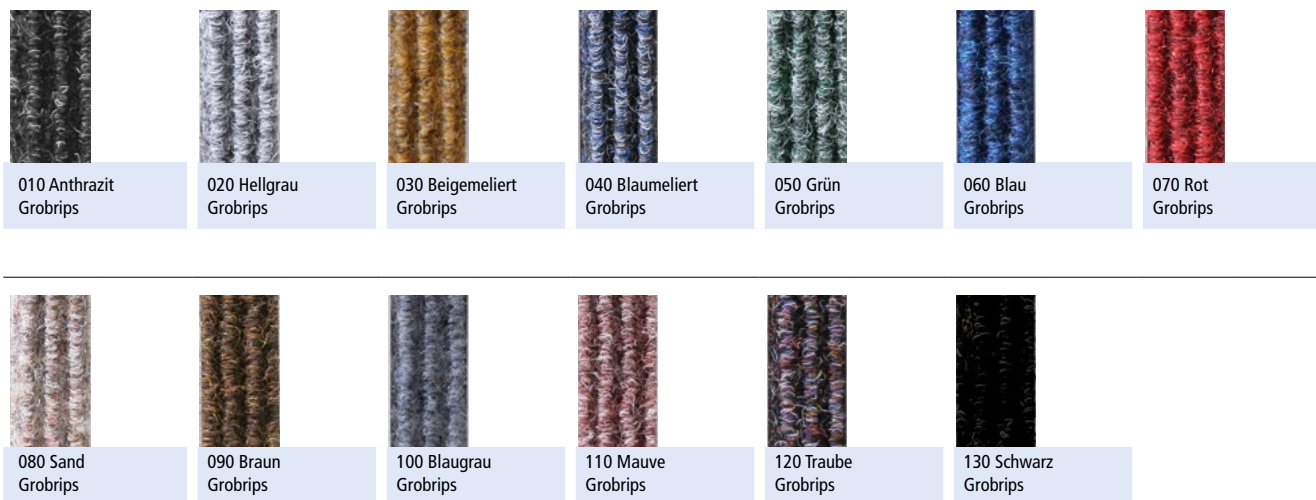 010 Anthrazit
Grobrips
020 Hellgrau
Grobrips
030 Beigemeliert
Grobrips
040 Blaumeliert
Grobrips
050 Grün
Grobrips
060 Blau
Grobrips
070 Rot
Grobrips
080 Sand
Grobrips
090 Braun
Grobrips
100 Blaugrau
Grobrips
110 Mauve
Grobrips
120 Traube
Grobrips
130 Schwarz
Grobrips